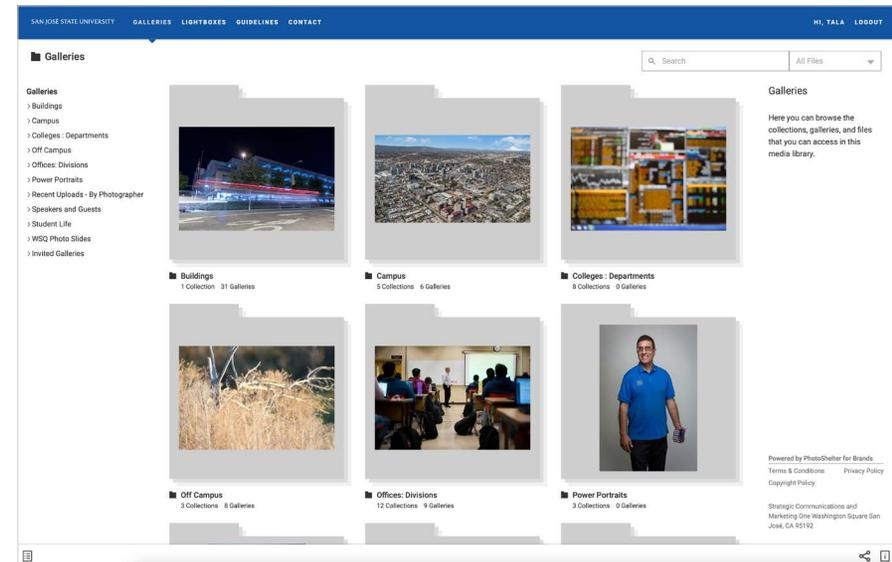 SAN JOSÉ STATE UNIVERSITY GALLERIES LIGHTBOXES GUIDELINES CONTACT HI, TALA LOGOUT
Galleries
Search All Files
Galleries
› Buildings
› Campus
› Colleges : Departments
› Off Campus
› Offices: Divisions
› Power Portraits
› Recent Uploads - By Photographer
› Speakers and Guests
› Student Life
› WSQ Photo Slides
› Invited Galleries
Buildings
1 Collection 31 Galleries
Campus
5 Collections 6 Galleries
Colleges : Departments
8 Collections 0 Galleries
Off Campus
3 Collections 8 Galleries
Offices: Divisions
12 Collections 9 Galleries
Power Portraits
3 Collections 0 Galleries
Galleries
Here you can browse the
collections, galleries, and files
that you can access in this
media library.
Powered by PhotoShelter for Brands
Terms & Conditions Privacy Policy
Copyright Policy
Strategic Communications and
Marketing One Washington Square San
José, CA 95192